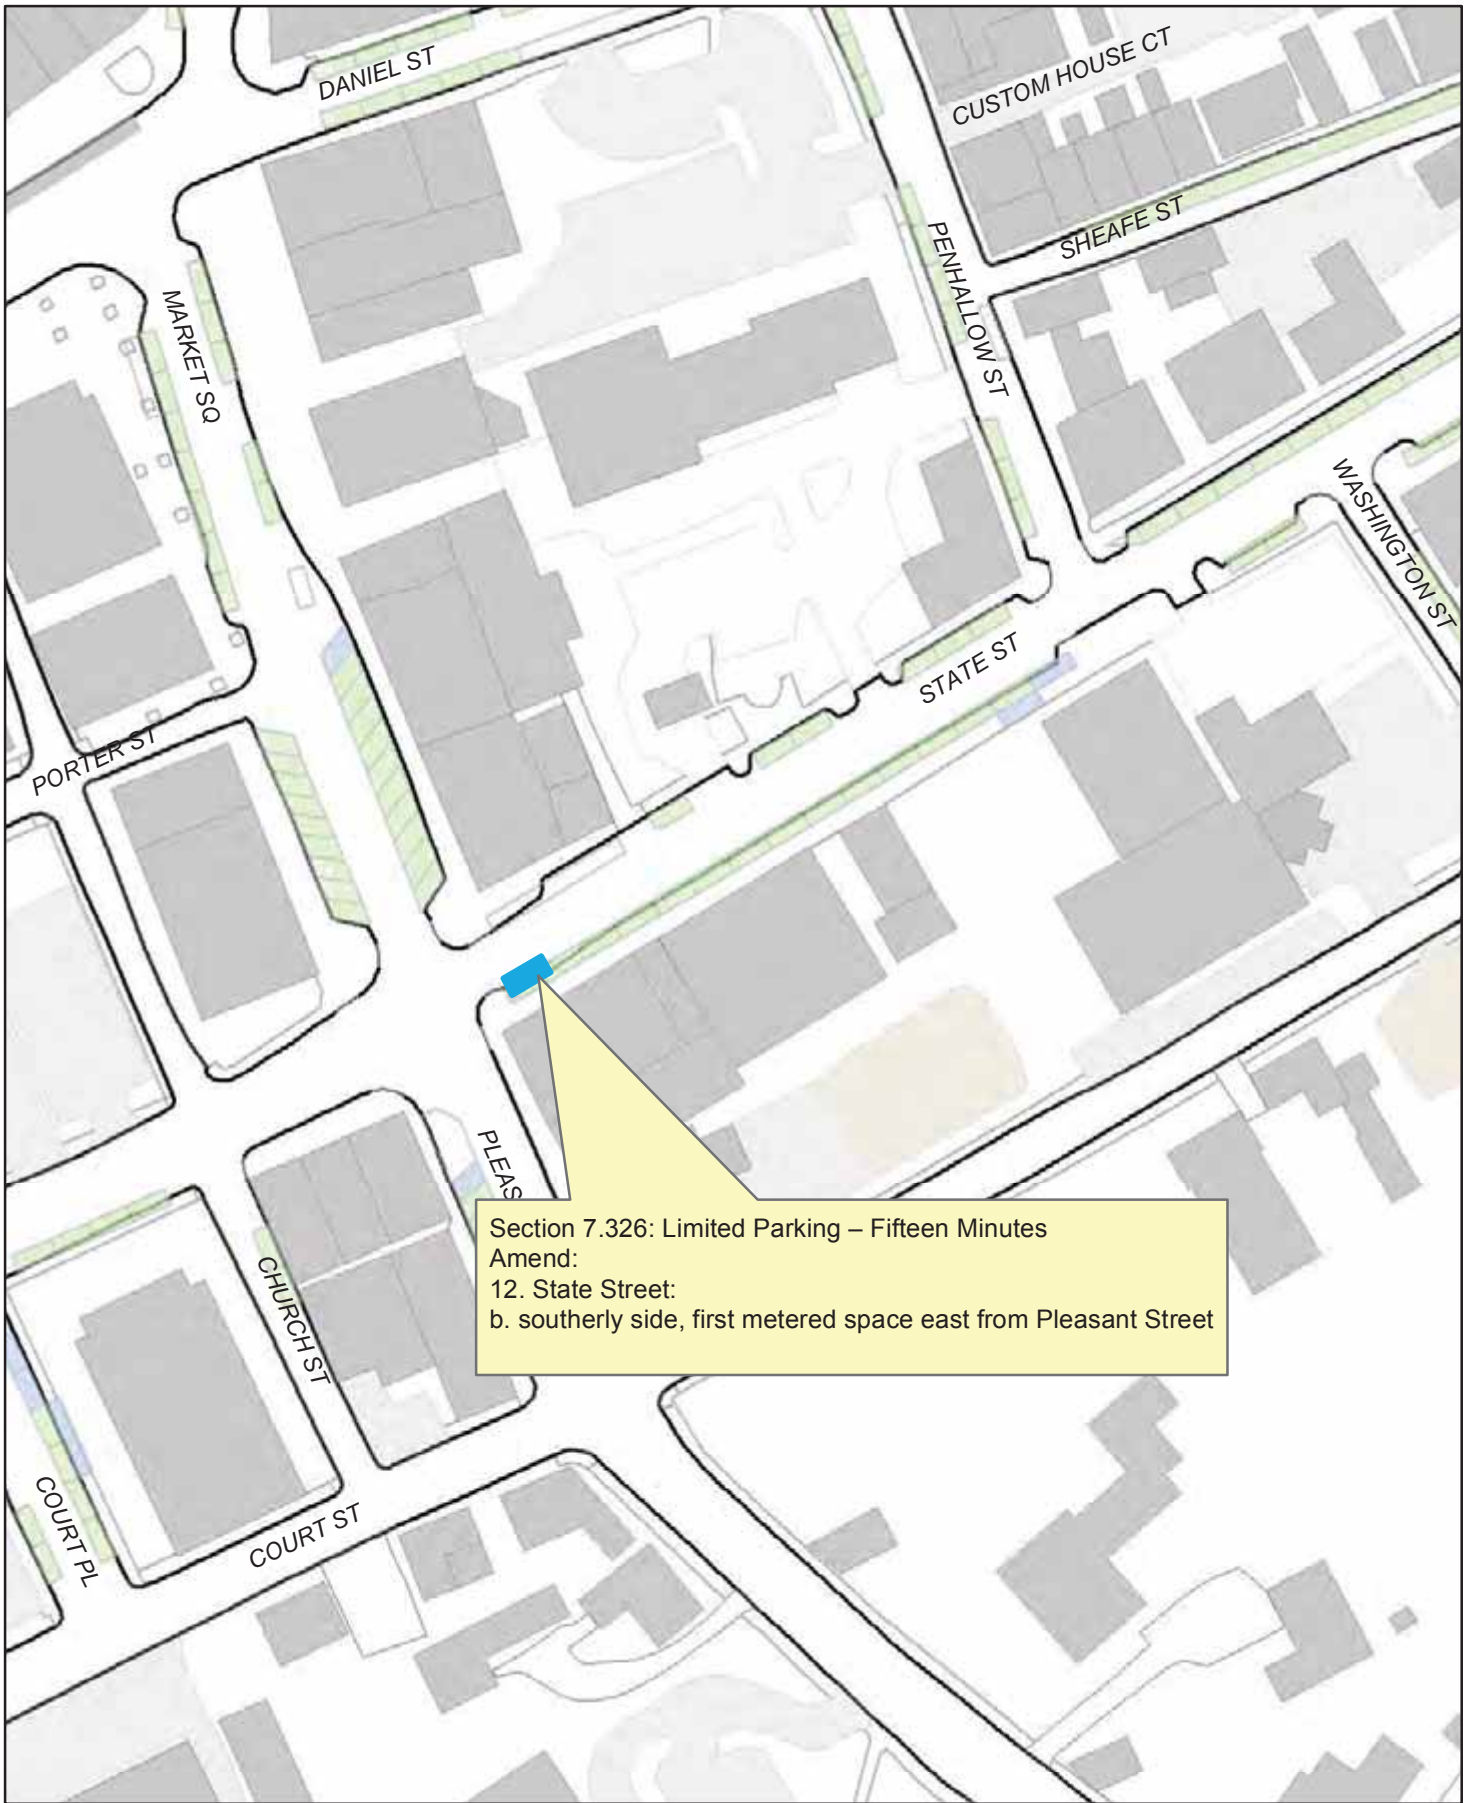 DANIEL ST
CUSTOM HOUSE CT
SHEAFE ST
PENHALLOW ST
MARKET SQ
WASHINGTON ST
STATE ST
PORTER ST
PLEAS
Section 7.326: Limited Parking – Fifteen Minutes
Amend:
12. State Street:
b. southerly side, first metered space east from Pleasant Street
CHURCH ST
COURT PL
COURT ST